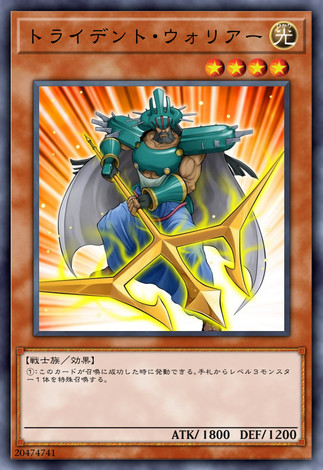 トライデント・ウォリアー
光
【戦士族／効果】
①:このカードが召喚に成功した時に発動できる。手札からレベル３モンスタ
ー１体を特殊召喚する。
ATK/1800 DEF/1200
20474741